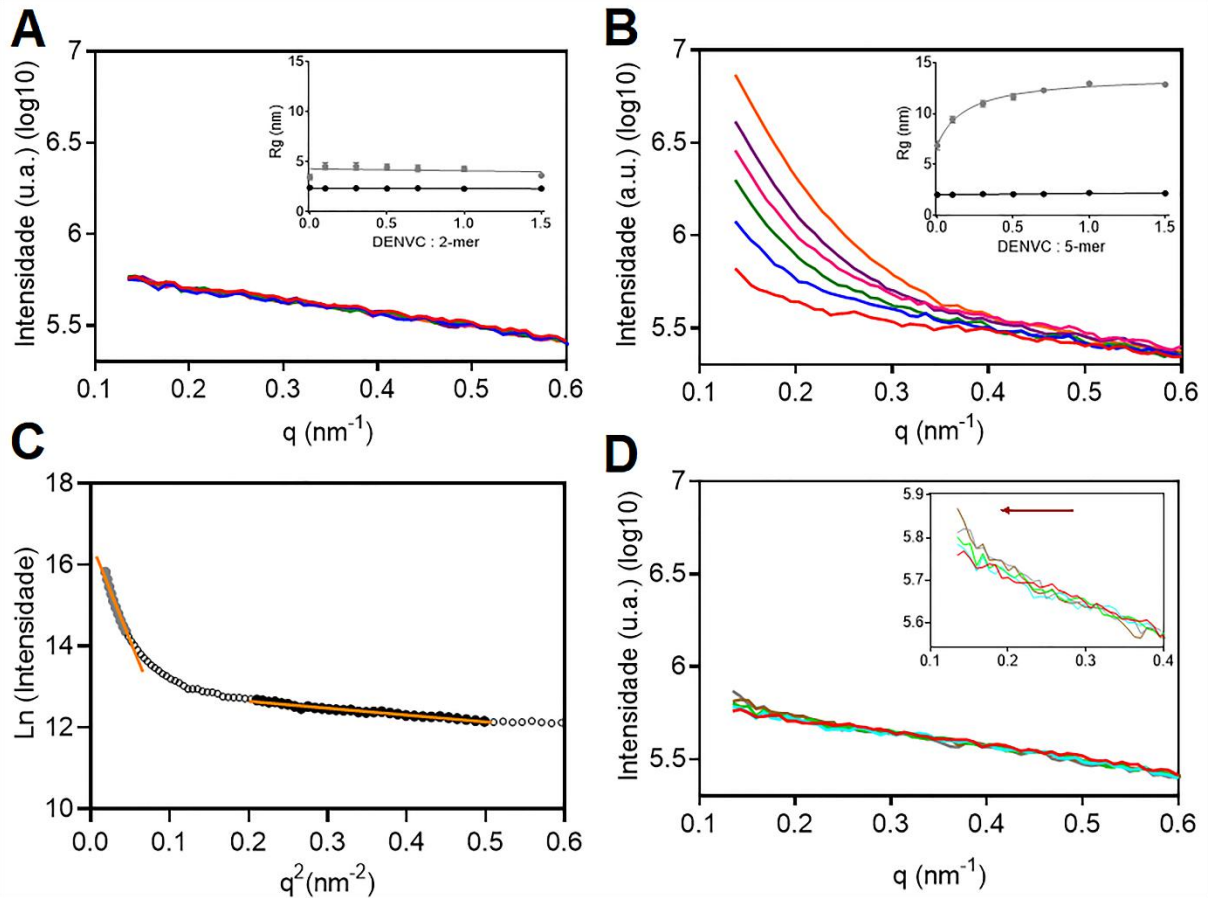 A
Intensidade (u.a.) (log10)
7
6.5
6
5.5
0.1 0.2 0.3 0.4 0.5 0.6
q (nm⁻¹)
Rg (nm)
15
10
5
0
0.0 0.5 1.0 1.5
DENVC : 2-mer
B
Intensidade (a.u.) (log10)
7
6.5
6
5.5
0.1 0.2 0.3 0.4 0.5 0.6
q (nm⁻¹)
Rg (nm)
15
10
5
0
0.0 0.5 1.0 1.5
DENVC : 5-mer
C
Ln (Intensidade)
18
16
14
12
10
0.0 0.1 0.2 0.3 0.4 0.5 0.6
q²(nm⁻²)
D
Intensidade (u.a.) (log10)
7
6.5
6
5.5
0.1 0.2 0.3 0.4 0.5 0.6
q (nm⁻¹)
5.9
5.8
5.7
5.6
0.1 0.2 0.3 0.4